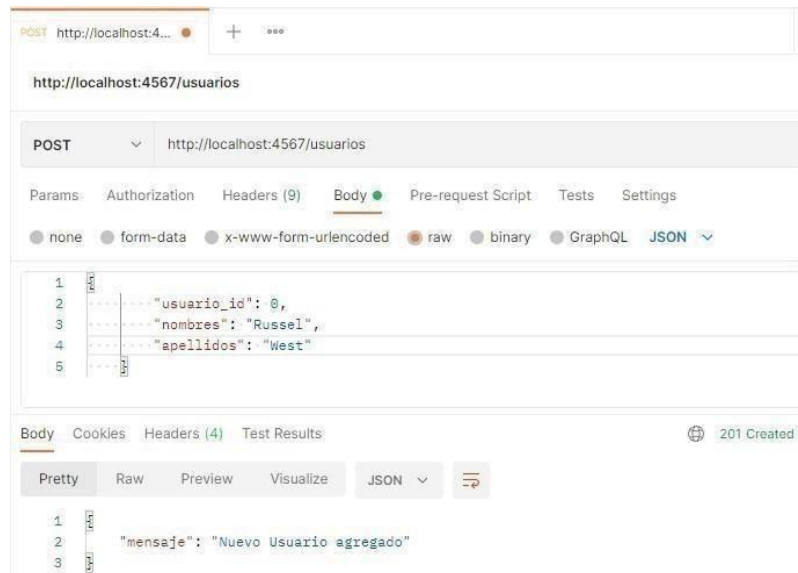 POST http://localhost:4... + ooo
http://localhost:4567/usuarios
POST http://localhost:4567/usuarios
Params Authorization Headers (9) Body Pre-request Script Tests Settings
none form-data x-www-form-urlencoded raw binary GraphQL JSON
1 {
2 "usuario_id": 0,
3 "nombres": "Russel",
4 "apellidos": "West"
5 }
Body Cookies Headers (4) Test Results 201 Created
Pretty Raw Preview Visualize JSON
1 {
2 "mensaje": "Nuevo Usuario agregado"
3 }